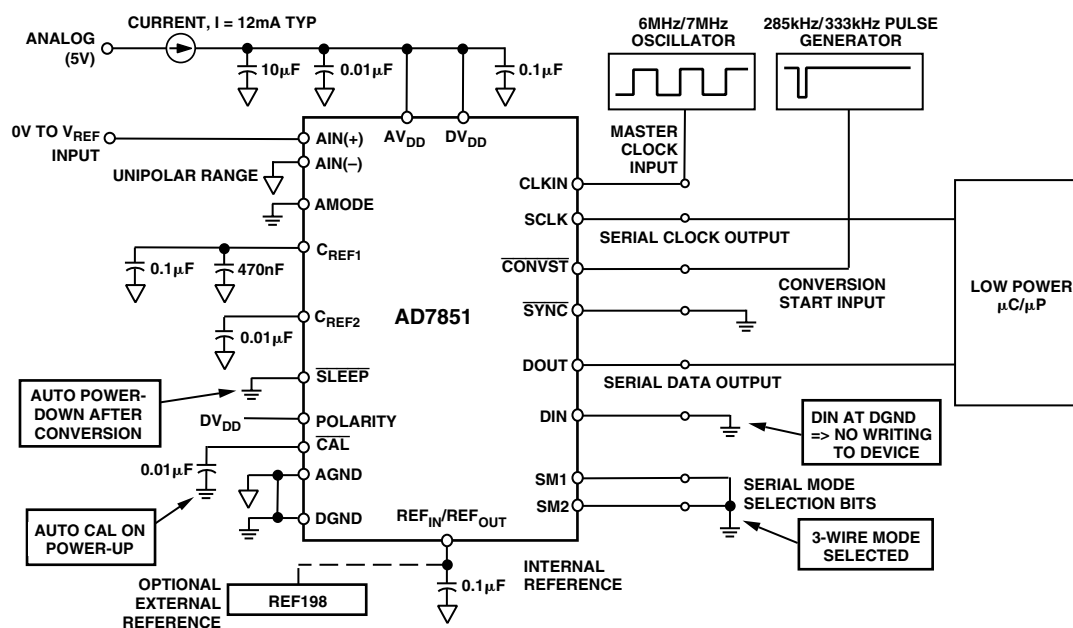 CURRENT, I = 12mA TYP
ANALOG
(5V)
10µF
0.01µF
0.1µF
6MHz/7MHz
OSCILLATOR
285kHz/333kHz PULSE
GENERATOR
0V TO VREF
INPUT
AIN(+)
AVDD
DVDD
MASTER
CLOCK
INPUT
AIN(–)
UNIPOLAR RANGE
CLKIN
AMODE
SCLK
SERIAL CLOCK OUTPUT
CREF1
0.1µF
470nF
CONVST
CONVERSION
START INPUT
LOW POWER
µC/µP
AD7851
SYNC
CREF2
0.01µF
DOUT
SERIAL DATA OUTPUT
SLEEP
AUTO POWER-
DOWN AFTER
CONVERSION
DVDD
POLARITY
DIN
DIN AT DGND
=> NO WRITING
TO DEVICE
CAL
0.01µF
AGND
SM1
SERIAL MODE
SELECTION BITS
SM2
DGND
AUTO CAL ON
POWER-UP
REFIN/REFOUT
3-WIRE MODE
SELECTED
INTERNAL
REFERENCE
0.1µF
OPTIONAL
EXTERNAL
REFERENCE
REF198